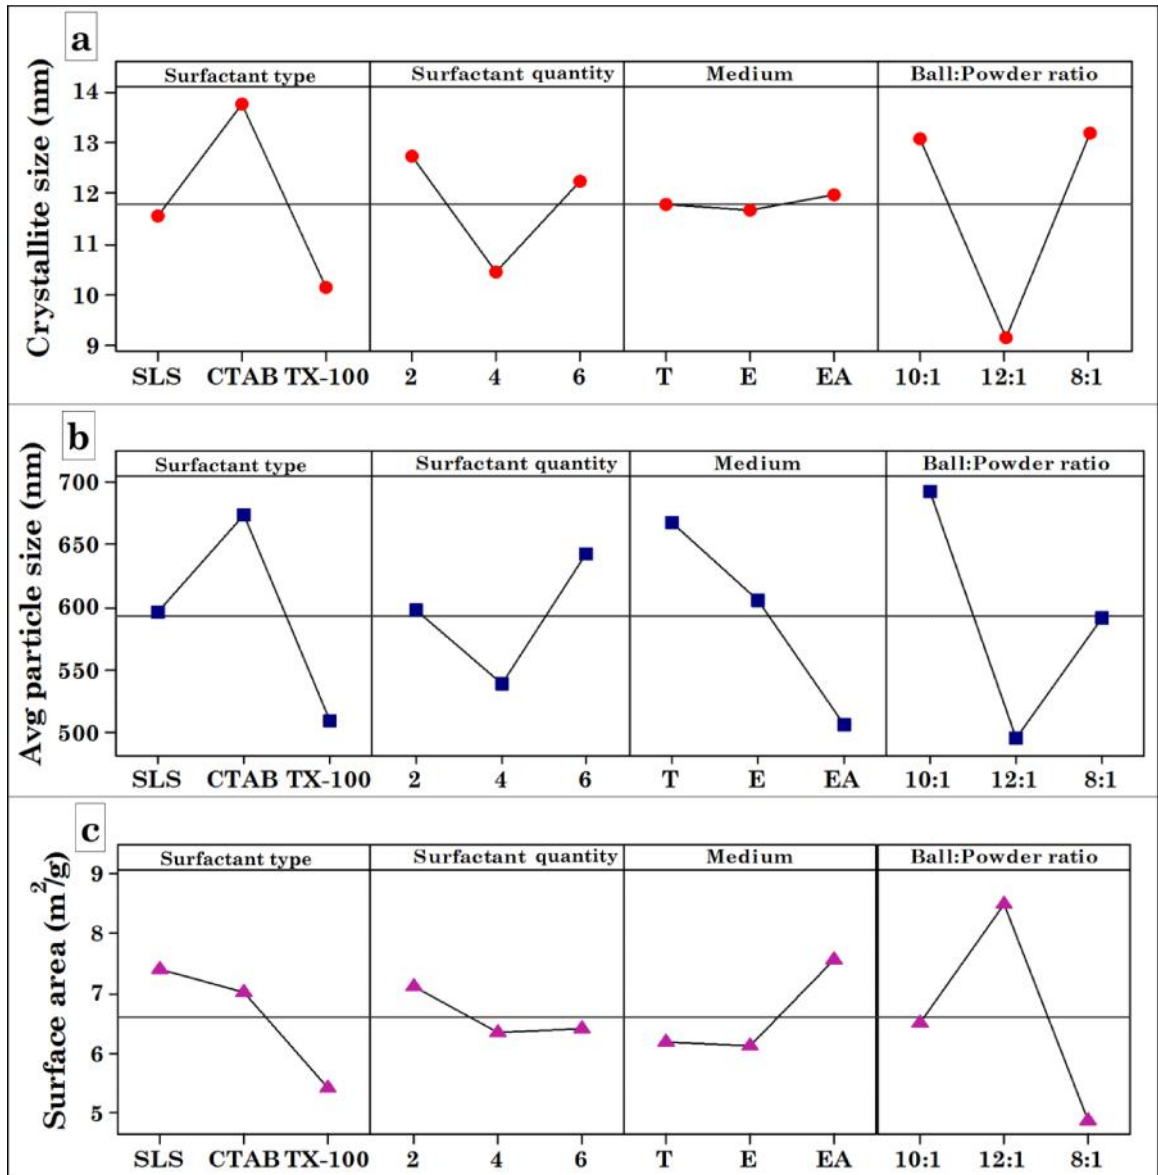 a
Surfactant type Surfactant quantity Medium Ball:Powder ratio
Crystallite size (nm)
14
13
12
11
10
9
SLS CTAB TX-100 2 4 6 T E EA 10:1 12:1 8:1
b
Surfactant type Surfactant quantity Medium Ball:Powder ratio
Avg particle size (nm)
700
650
600
550
500
SLS CTAB TX-100 2 4 6 T E EA 10:1 12:1 8:1
c
Surfactant type Surfactant quantity Medium Ball:Powder ratio
Surface area (m²/g)
9
8
7
6
5
SLS CTAB TX-100 2 4 6 T E EA 10:1 12:1 8:1